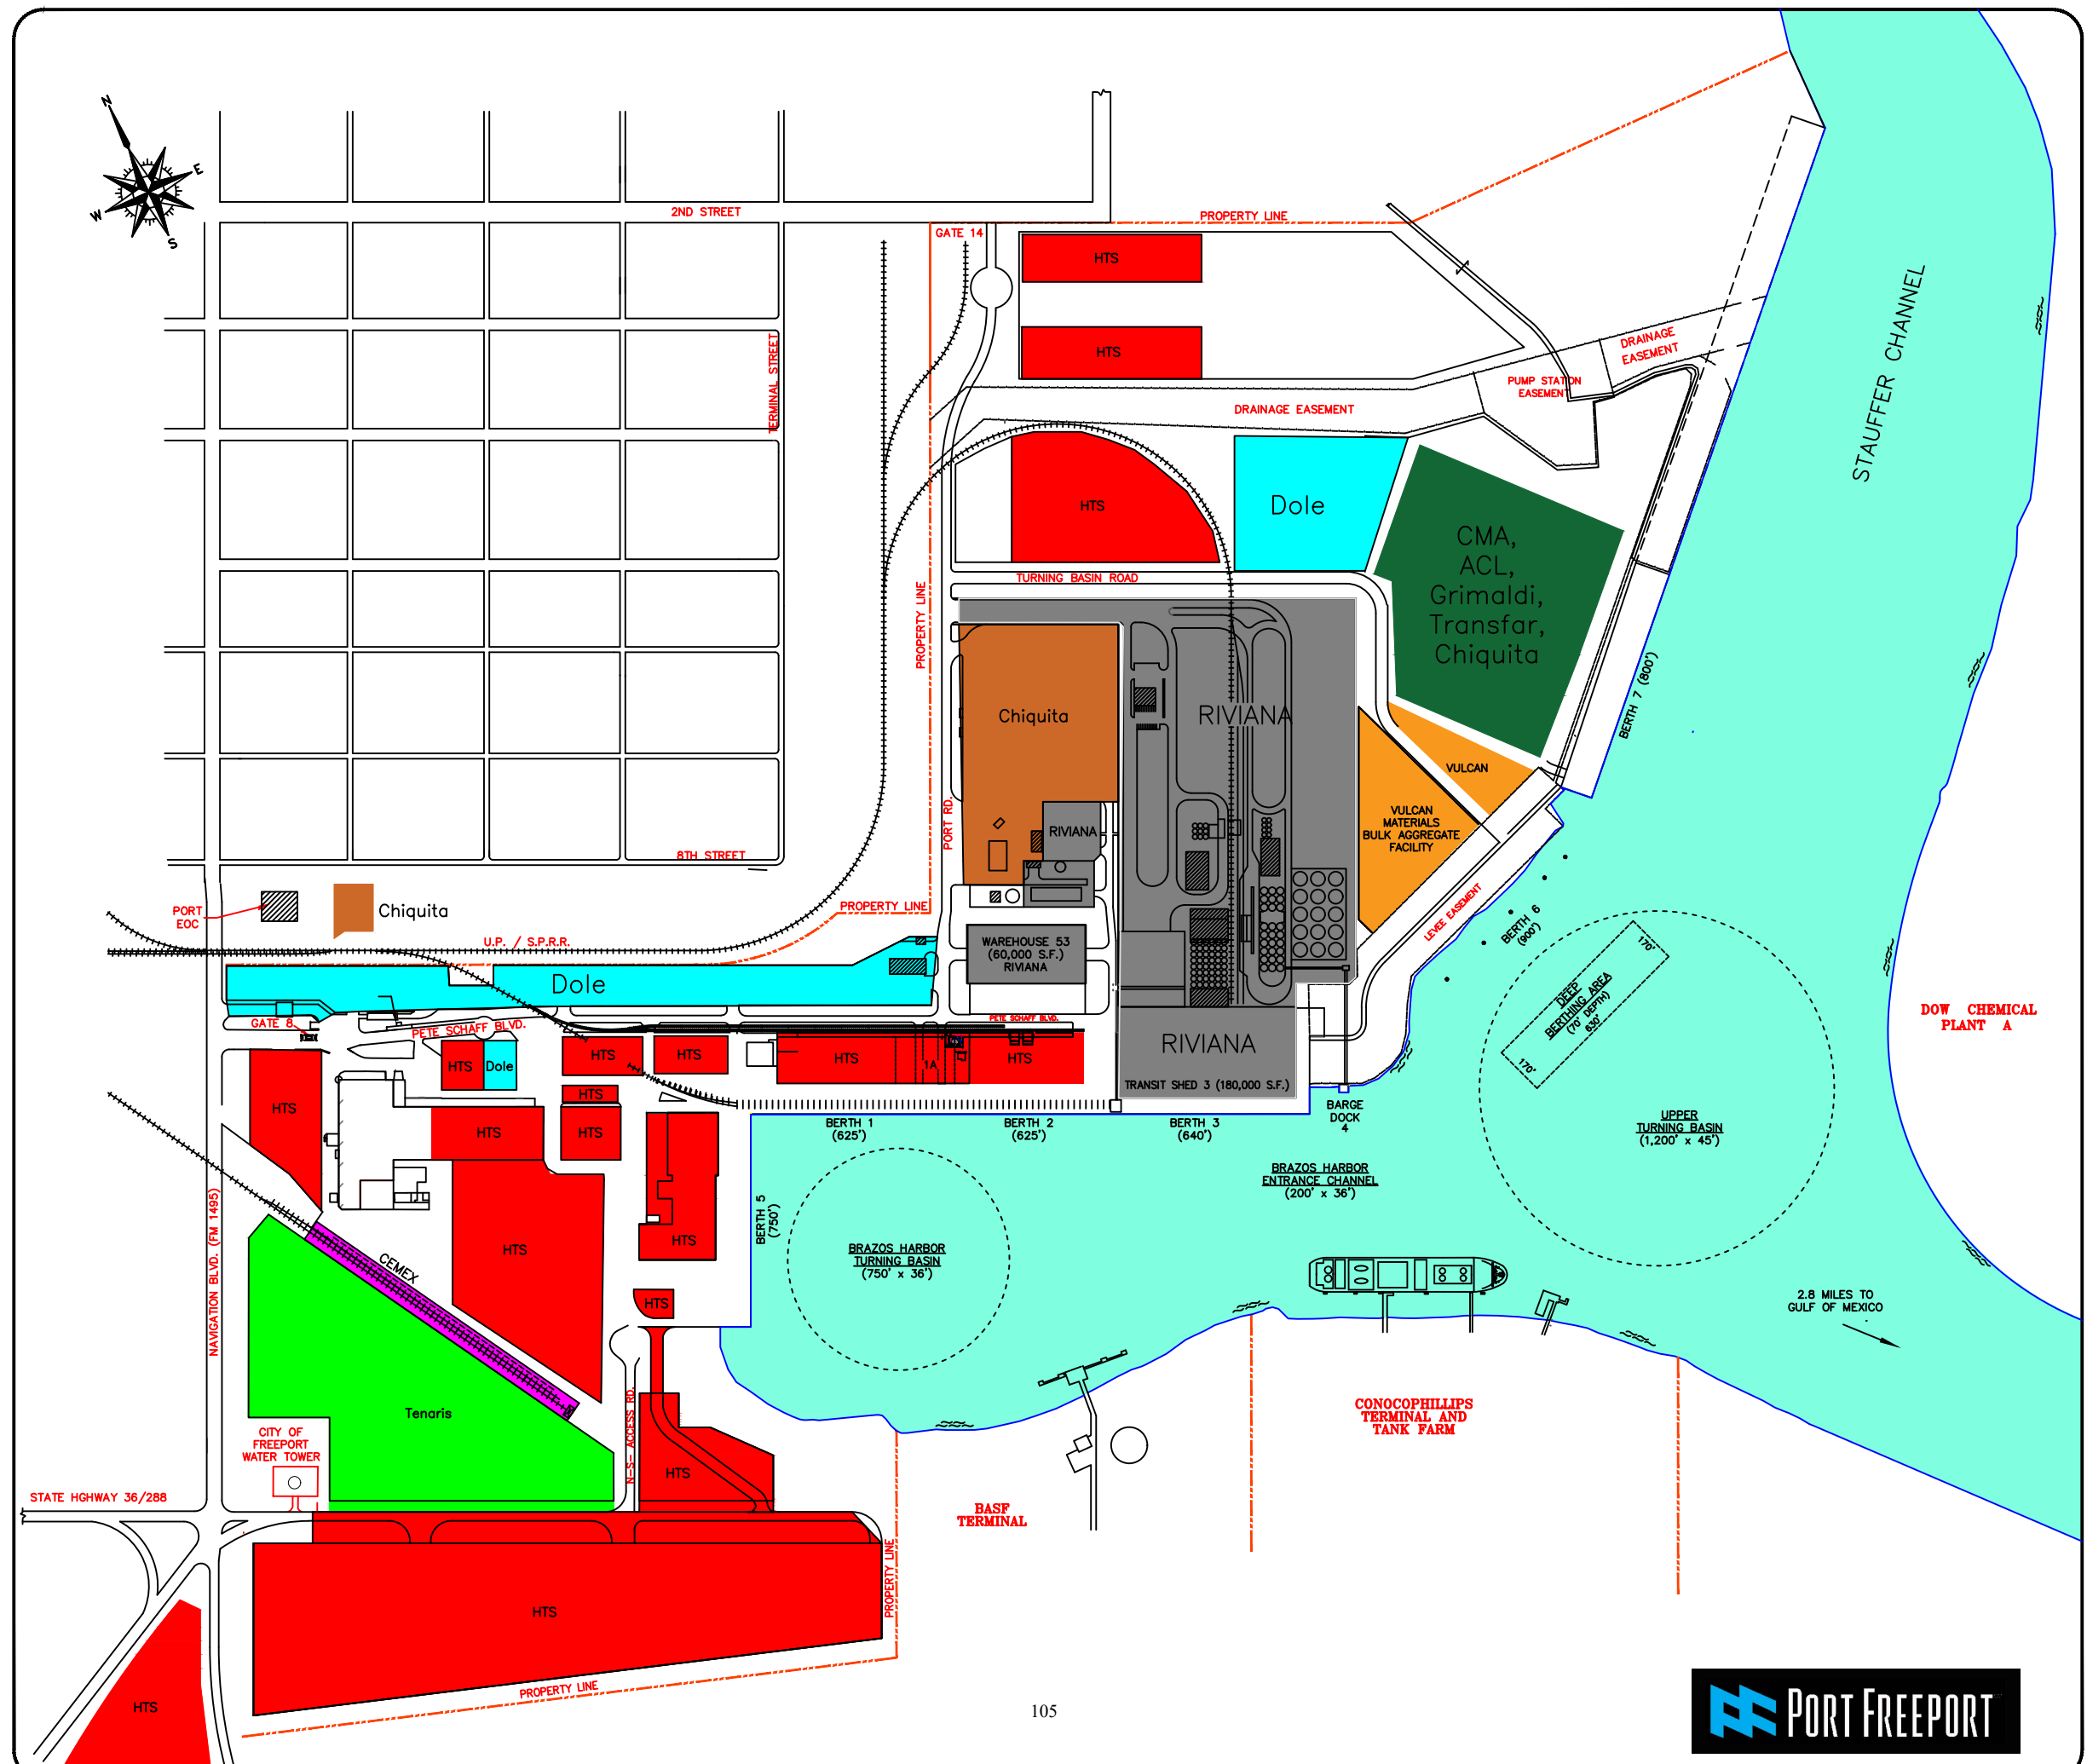 N
E
W
S
2ND STREET
PROPERTY LINE
GATE 14
HTS
HTS
TERMINAL STREET
DRAINAGE
EASEMENT
PUMP STATION
EASEMENT
DRAINAGE EASEMENT
STAUFFER CHANNEL
HTS
Dole
CMA,
ACL,
Grimaldi,
Transfar,
Chiquita
TURNING BASIN ROAD
PROPERTY LINE
BERTH 7 (800')
Chiquita
RIVIANA
VULCAN
VULCAN
MATERIALS
BULK AGGREGATE
FACILITY
PORT RD.
RIVIANA
8TH STREET
PORT
EOC
Chiquita
PROPERTY LINE
LEVEE EASEMENT
BERTH 6
(900')
U.P. / S.P.R.R.
WAREHOUSE 53
(60,000 S.F.)
RIVIANA
170'
DEEP
BERTHING AREA
(70' DEPTH)
630'
170'
Dole
GATE 8
PETE SCHAFF BLVD.
PETE SCHAFF BLVD.
DOW CHEMICAL
PLANT A
HTS
Dole
HTS
HTS
HTS
1A
HTS
RIVIANA
TRANSIT SHED 3 (180,000 S.F.)
HTS
HTS
HTS
HTS
BERTH 1
(625')
BERTH 2
(625')
BERTH 3
(640')
BARGE
DOCK
4
UPPER
TURNING BASIN
(1,200' x 45')
BRAZOS HARBOR
ENTRANCE CHANNEL
(200' x 36')
BERTH 5
(750')
NAVIGATION BLVD. (FM 1495)
CEMEX
HTS
HTS
BRAZOS HARBOR
TURNING BASIN
(750' x 36')
HTS
2.8 MILES TO
GULF OF MEXICO
Tenaris
N-S- ACCESS RD.
CONOCOPHILLIPS
TERMINAL AND
TANK FARM
CITY OF
FREEPORT
WATER TOWER
HTS
STATE HGHWAY 36/288
BASF
TERMINAL
PROPERTY LINE
HTS
PROPERTY LINE
HTS
105
PORT FREEPORT